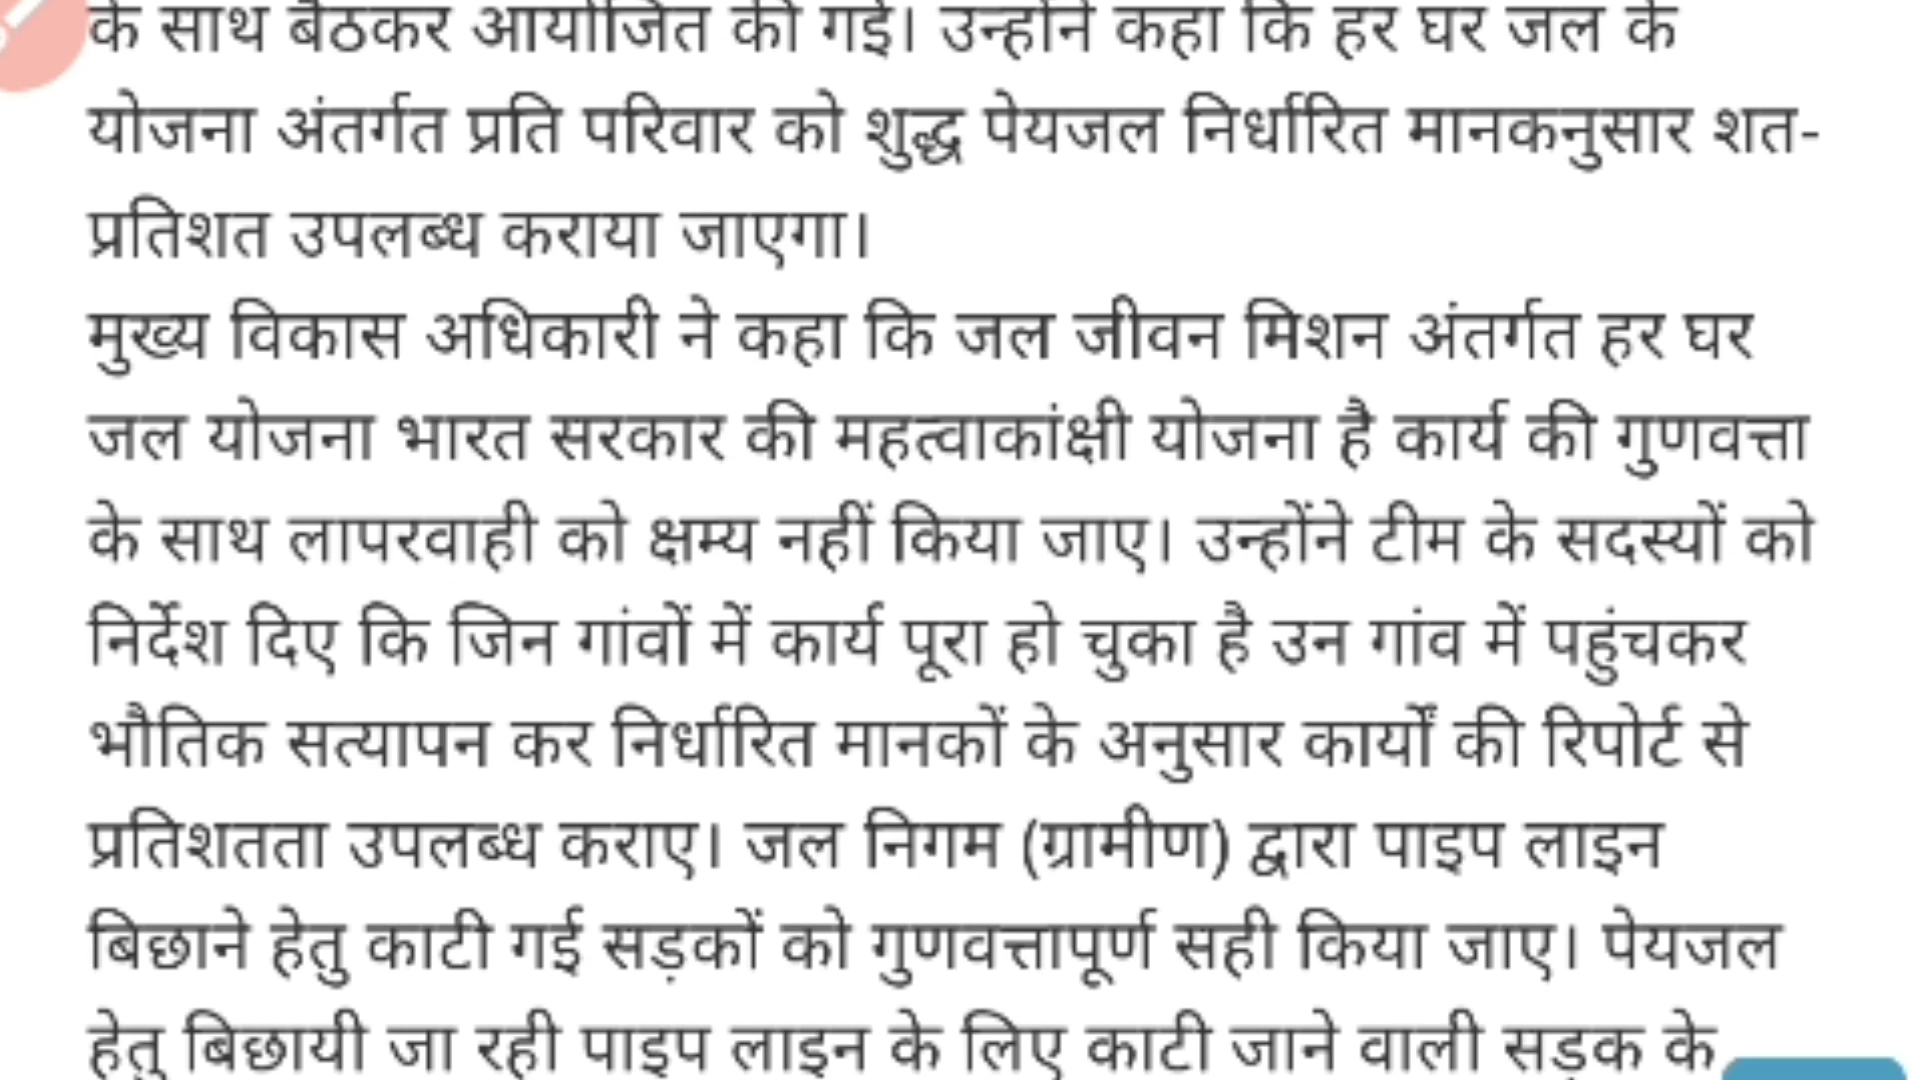 के साथ बैठकर आयोजित की गई। उन्होंने कहा कि हर घर जल के
योजना अंतर्गत प्रति परिवार को शुद्ध पेयजल निर्धारित मानकनुसार शत-
प्रतिशत उपलब्ध कराया जाएगा।
मुख्य विकास अधिकारी ने कहा कि जल जीवन मिशन अंतर्गत हर घर
जल योजना भारत सरकार की महत्वाकांक्षी योजना है कार्य की गुणवत्ता
के साथ लापरवाही को क्षम्य नहीं किया जाए। उन्होंने टीम के सदस्यों को
निर्देश दिए कि जिन गांवों में कार्य पूरा हो चुका है उन गांव में पहुंचकर
भौतिक सत्यापन कर निर्धारित मानकों के अनुसार कार्यों की रिपोर्ट से
प्रतिशतता उपलब्ध कराए। जल निगम (ग्रामीण) द्वारा पाइप लाइन
बिछाने हेतु काटी गई सड़कों को गुणवत्तापूर्ण सही किया जाए। पेयजल
हेतु बिछायी जा रही पाइप लाइन के लिए काटी जाने वाली सड़क के